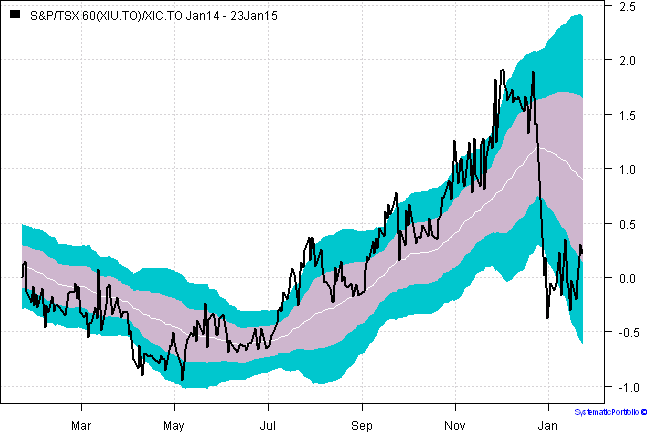 S&P/TSX 60(XIU.TO)/XIC.TO Jan14 - 23Jan15
2.5
2.0
1.5
1.0
0.5
0.0
-0.5
-1.0
Mar May Jul Sep Nov Jan
SystematicPortfolio ©